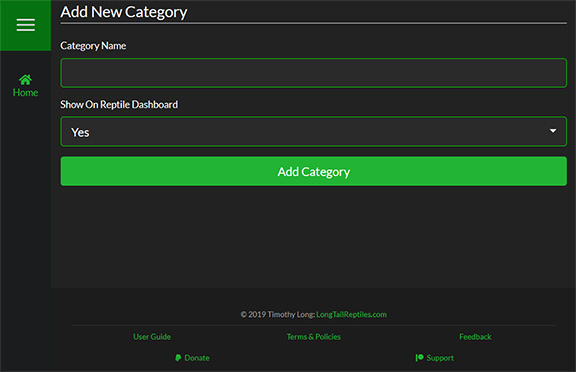 Add New Category
Category Name
Home
Show On Reptile Dashboard
Yes
Add Category
© 2019 Timothy Long: LongTailReptiles.com
User Guide Terms & Policies Feedback
Donate Support